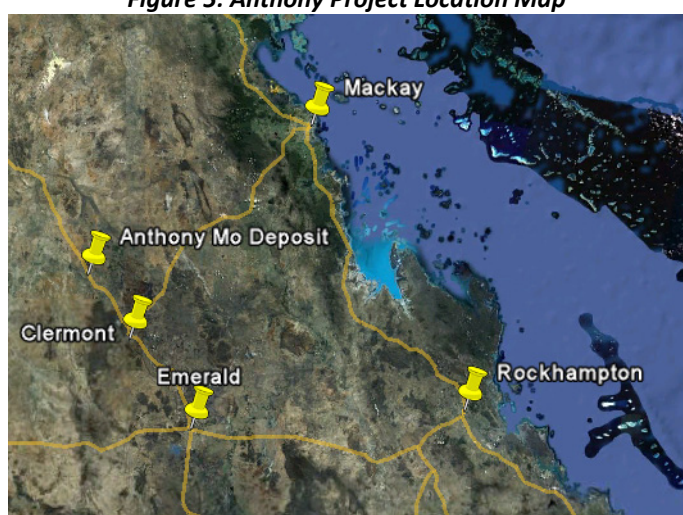 Figure 3. Anthony Project Location Map
Mackay
Anthony Mo Deposit
Clermont
Emerald
Rockhampton